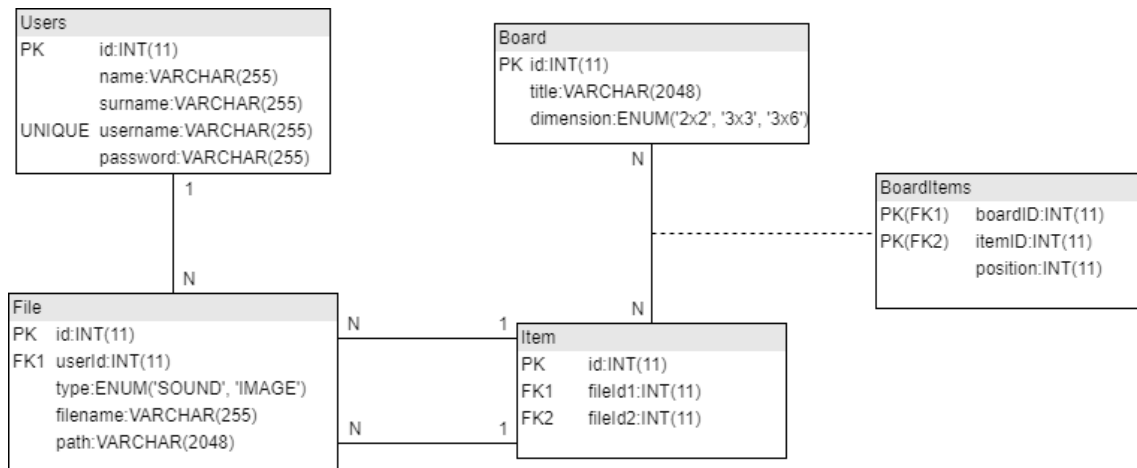 Users
PK id:INT(11)
name:VARCHAR(255)
surname:VARCHAR(255)
UNIQUE username:VARCHAR(255)
password:VARCHAR(255)
1
N
Board
PK id:INT(11)
title:VARCHAR(2048)
dimension:ENUM('2x2', '3x3', '3x6')
N
N
BoardItems
PK(FK1) boardID:INT(11)
PK(FK2) itemID:INT(11)
position:INT(11)
File
PK id:INT(11)
FK1 userId:INT(11)
type:ENUM('SOUND', 'IMAGE')
filename:VARCHAR(255)
path:VARCHAR(2048)
N 1
N 1
Item
PK id:INT(11)
FK1 fileId1:INT(11)
FK2 fileId2:INT(11)